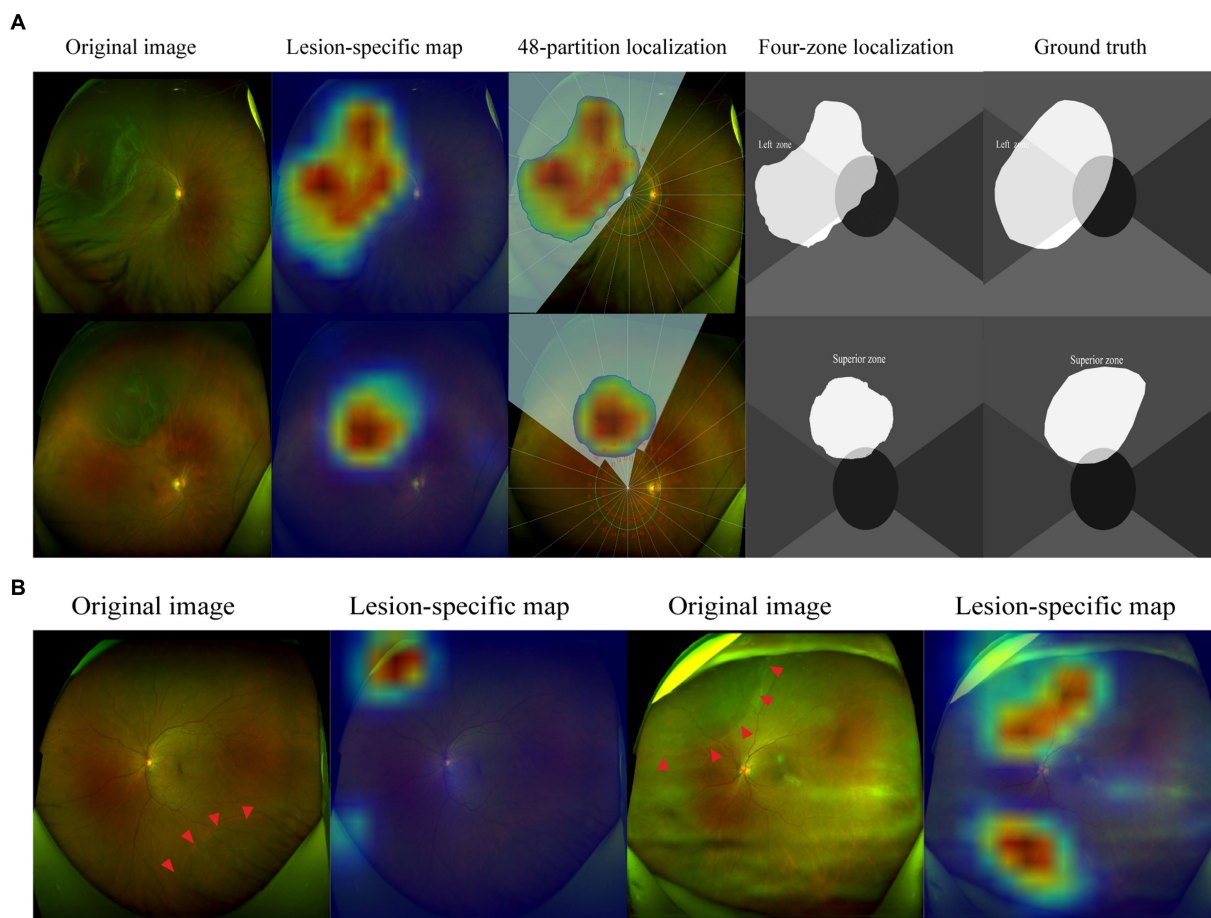 A
Original image
Lesion-specific map
48-partition localization
Four-zone localization
Ground truth
Left zone
Left zone
Superior zone
Superior zone
B
Original image
Lesion-specific map
Original image
Lesion-specific map